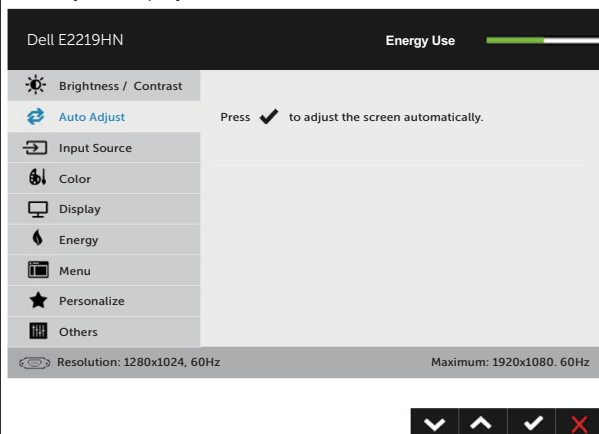 Dell E2219HN
Energy Use
Brightness / Contrast
Auto Adjust
Press ✔ to adjust the screen automatically.
Input Source
Color
Display
Energy
Menu
Personalize
Others
Resolution: 1280x1024, 60Hz
Maximum: 1920x1080. 60Hz